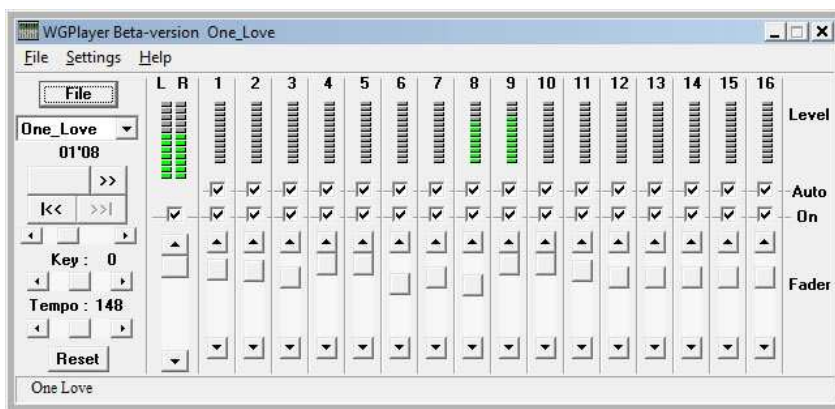 WGPlayer Beta-version One_Love
File Settings Help
File
L R 1 2 3 4 5 6 7 8 9 10 11 12 13 14 15 16
Level
One_Love
01'08
>>
Auto
|<< >>|
On
Key : 0
Fader
Tempo : 148
Reset
One Love